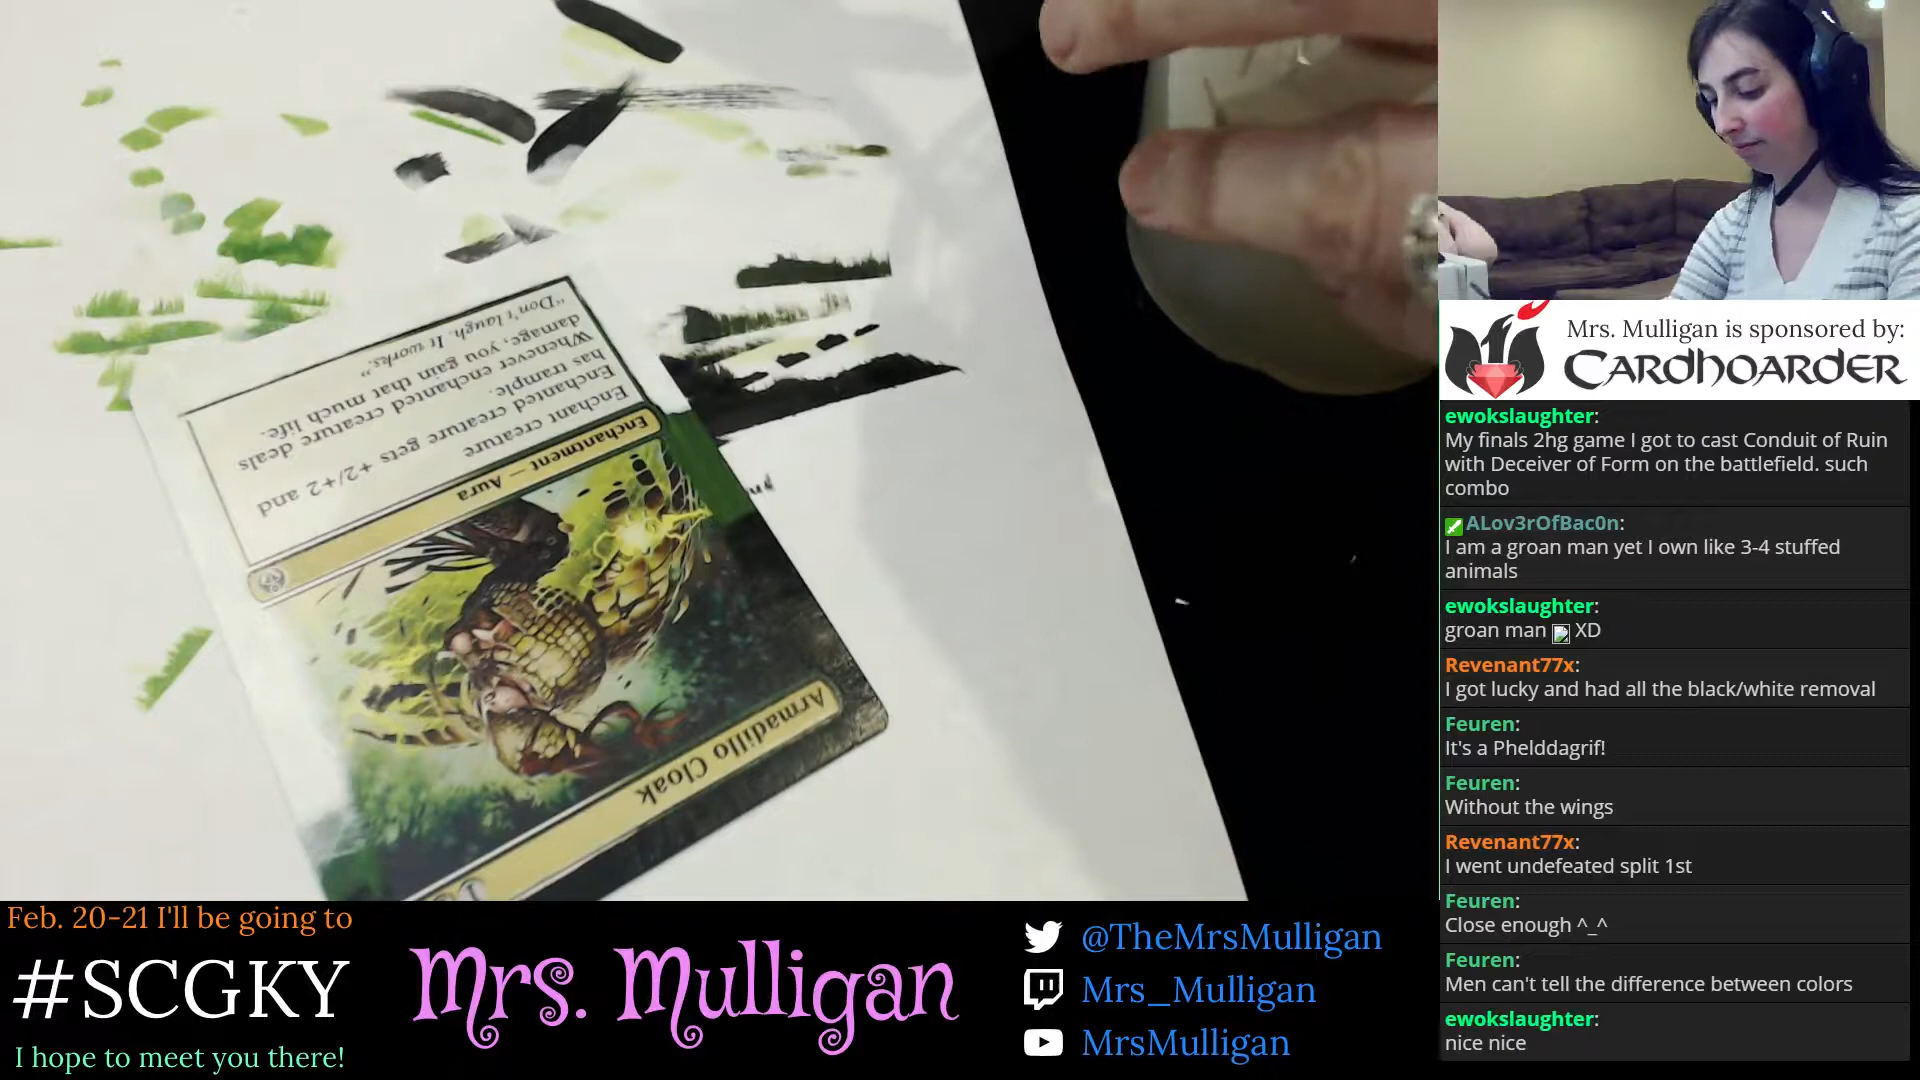 Armadillo Cloak
1
Enchantment — Aura
Enchant creature
Enchanted creature gets +2/+2 and
has trample.
Whenever enchanted creature deals
damage, you gain that much life.
"Don't laugh. It works."
Mrs. Mulligan is sponsored by:
CARDHOARDER
ewokslaughter:
My finals 2hg game I got to cast Conduit of Ruin
with Deceiver of Form on the battlefield. such
combo
ALov3rOfBac0n:
I am a groan man yet I own like 3-4 stuffed
animals
ewokslaughter:
groan man XD
Revenant77x:
I got lucky and had all the black/white removal
Feuren:
It's a Phelddagrif!
Feuren:
Without the wings
Revenant77x:
I went undefeated split 1st
Feuren:
Close enough ^_^
Feuren:
Men can't tell the difference between colors
ewokslaughter:
nice nice
Feb. 20-21 I'll be going to
#SCGKY
I hope to meet you there!
Mrs. Mulligan
@TheMrsMulligan
Mrs_Mulligan
MrsMulligan